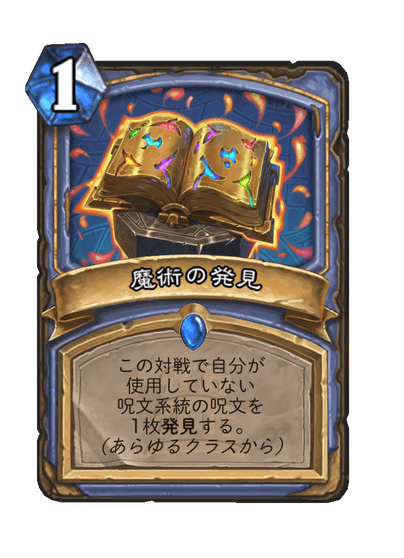 1
魔術の発見
この対戦で自分が
使用していない
呪文系統の呪文を
1枚発見する。
(あらゆるクラスから)